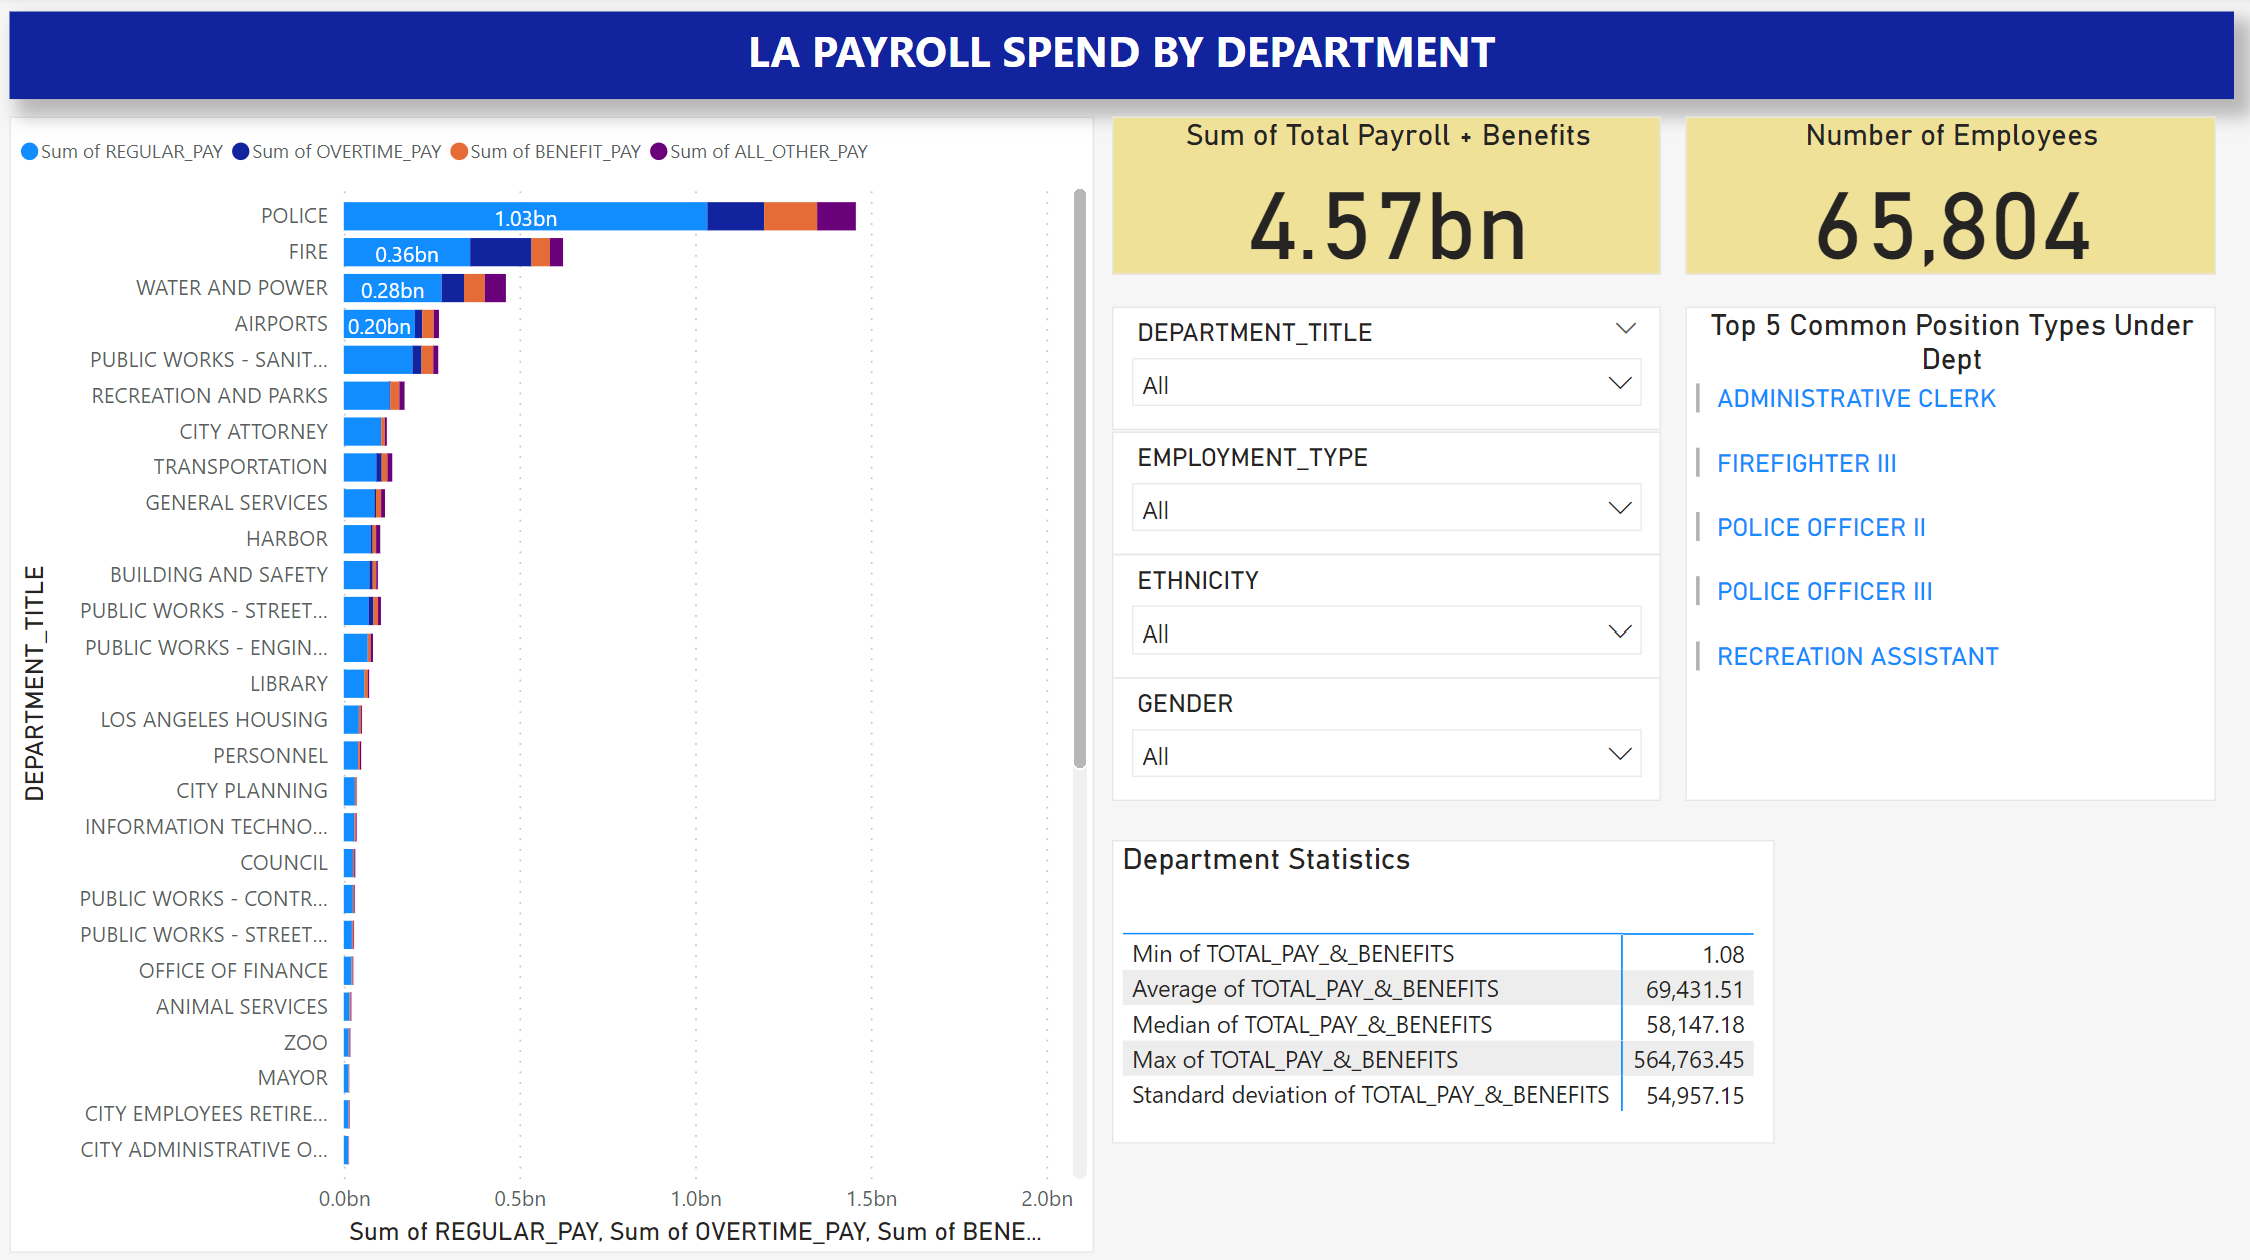 LA PAYROLL SPEND BY DEPARTMENT
Sum of REGULAR_PAY Sum of OVERTIME_PAY Sum of BENEFIT_PAY Sum of ALL_OTHER_PAY
DEPARTMENT_TITLE
POLICE 1.03bn
FIRE 0.36bn
WATER AND POWER 0.28bn
AIRPORTS 0.20bn
PUBLIC WORKS - SANIT...
RECREATION AND PARKS
CITY ATTORNEY
TRANSPORTATION
GENERAL SERVICES
HARBOR
BUILDING AND SAFETY
PUBLIC WORKS - STREET...
PUBLIC WORKS - ENGIN...
LIBRARY
LOS ANGELES HOUSING
PERSONNEL
CITY PLANNING
INFORMATION TECHNO...
COUNCIL
PUBLIC WORKS - CONTR...
PUBLIC WORKS - STREET...
OFFICE OF FINANCE
ANIMAL SERVICES
ZOO
MAYOR
CITY EMPLOYEES RETIRE...
CITY ADMINISTRATIVE O...
0.0bn 0.5bn 1.0bn 1.5bn 2.0bn
Sum of REGULAR_PAY, Sum of OVERTIME_PAY, Sum of BENE...
Sum of Total Payroll + Benefits
4.57bn
Number of Employees
65,804
DEPARTMENT_TITLE
All
EMPLOYMENT_TYPE
All
ETHNICITY
All
GENDER
All
Top 5 Common Position Types Under
Dept
ADMINISTRATIVE CLERK
FIREFIGHTER III
POLICE OFFICER II
POLICE OFFICER III
RECREATION ASSISTANT
Department Statistics
Min of TOTAL_PAY_&_BENEFITS 1.08
Average of TOTAL_PAY_&_BENEFITS 69,431.51
Median of TOTAL_PAY_&_BENEFITS 58,147.18
Max of TOTAL_PAY_&_BENEFITS 564,763.45
Standard deviation of TOTAL_PAY_&_BENEFITS 54,957.15